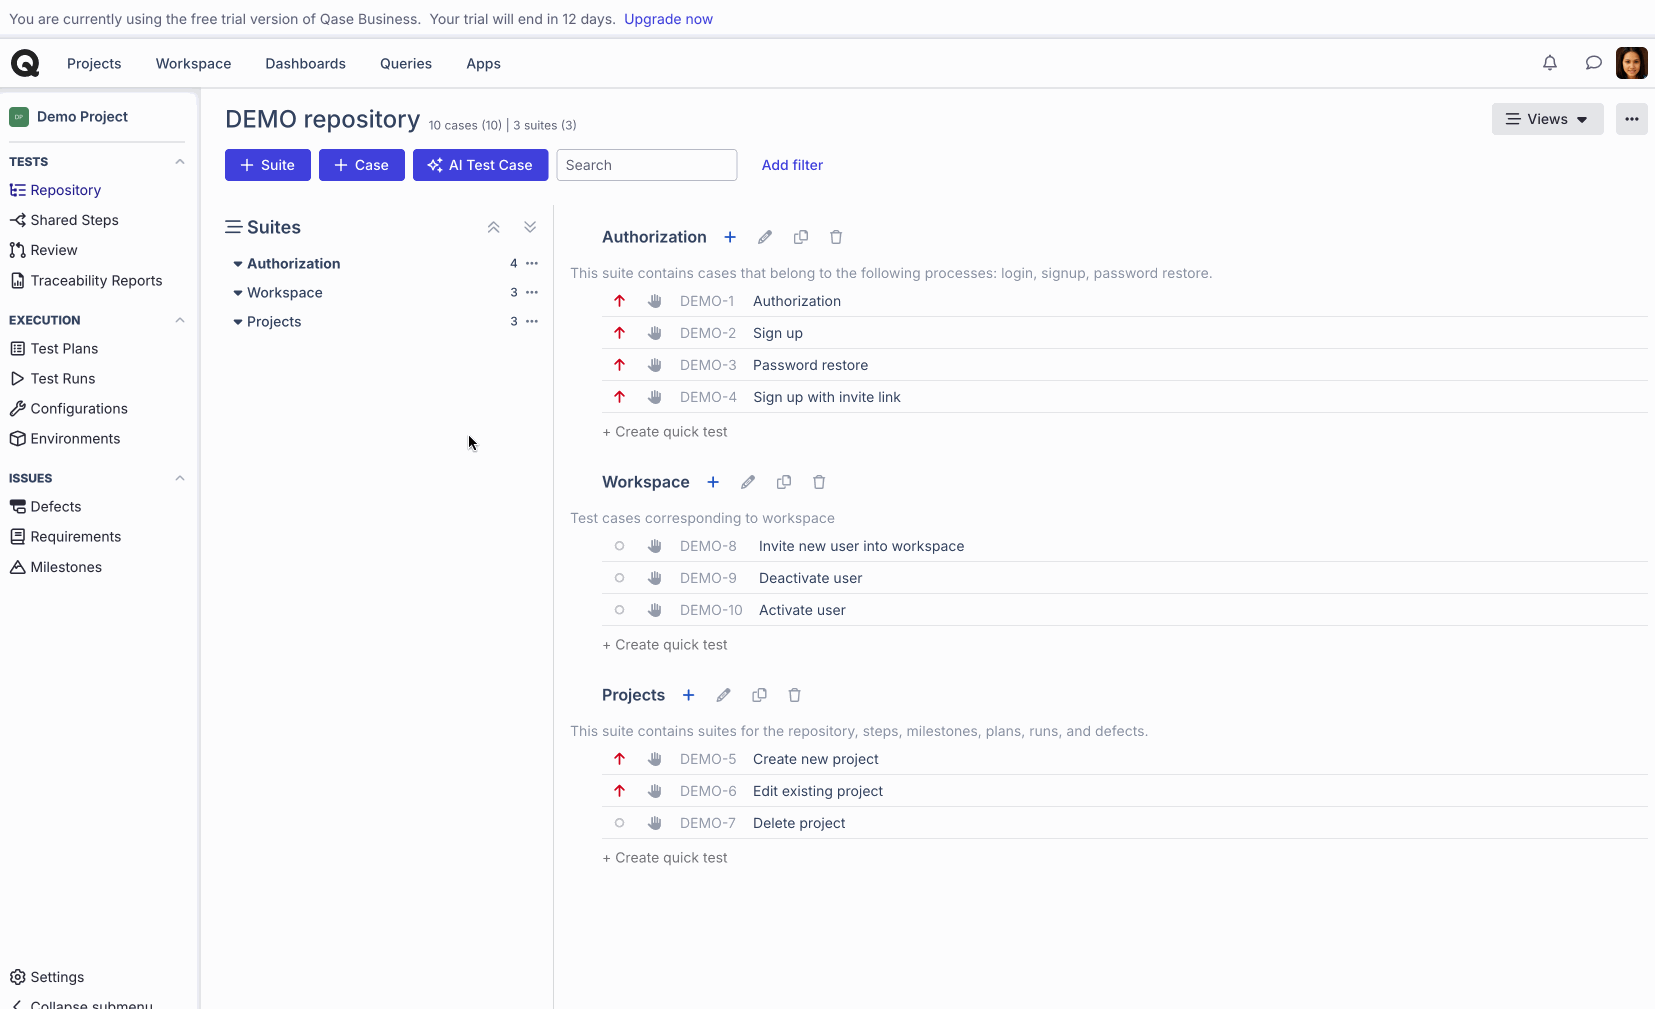 You are currently using the free trial version of Qase Business. Your trial will end in 12 days. Upgrade now
Projects Workspace Dashboards Queries Apps
DP Demo Project
TESTS
Repository
Shared Steps
Review
Traceability Reports
EXECUTION
Test Plans
Test Runs
Configurations
Environments
ISSUES
Defects
Requirements
Milestones
Settings
Collapse submenu
DEMO repository 10 cases (10) | 3 suites (3)
Views
+ Suite + Case AI Test Case Search Add filter
Suites
Authorization 4
Workspace 3
Projects 3
Authorization
This suite contains cases that belong to the following processes: login, signup, password restore.
DEMO-1 Authorization
DEMO-2 Sign up
DEMO-3 Password restore
DEMO-4 Sign up with invite link
+ Create quick test
Workspace
Test cases corresponding to workspace
DEMO-8 Invite new user into workspace
DEMO-9 Deactivate user
DEMO-10 Activate user
+ Create quick test
Projects
This suite contains suites for the repository, steps, milestones, plans, runs, and defects.
DEMO-5 Create new project
DEMO-6 Edit existing project
DEMO-7 Delete project
+ Create quick test